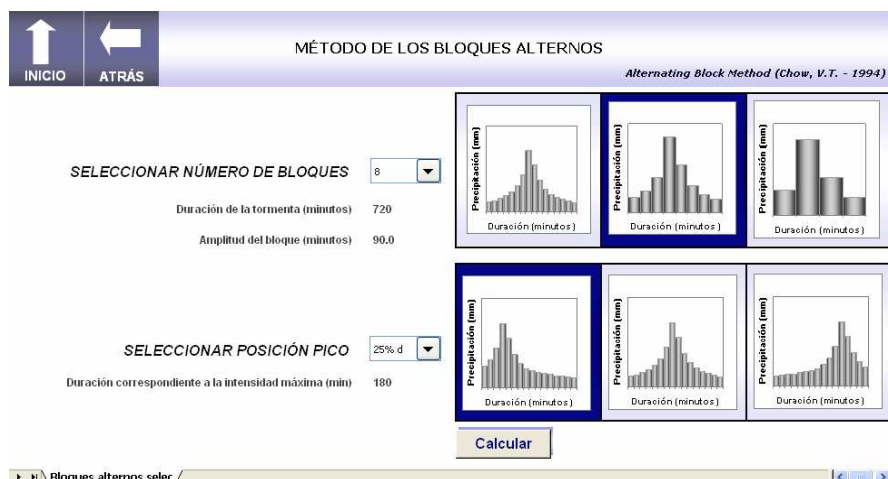 INICIO
ATRÁS
MÉTODO DE LOS BLOQUES ALTERNOS
Alternating Block Method (Chow, V.T. - 1994)
SELECCIONAR NÚMERO DE BLOQUES
8
Duración de la tormenta (minutos)
720
Amplitud del bloque (minutos)
90.0
Precipitación (mm)
Duración (minutos)
Precipitación (mm)
Duración (minutos)
Precipitación (mm)
Duración (minutos)
SELECCIONAR POSICIÓN PICO
25% d
Duración correspondiente a la intensidad máxima (min)
180
Precipitación (mm)
Duración (minutos)
Precipitación (mm)
Duración (minutos)
Precipitación (mm)
Duración (minutos)
Calcular
Bloques alternos selec